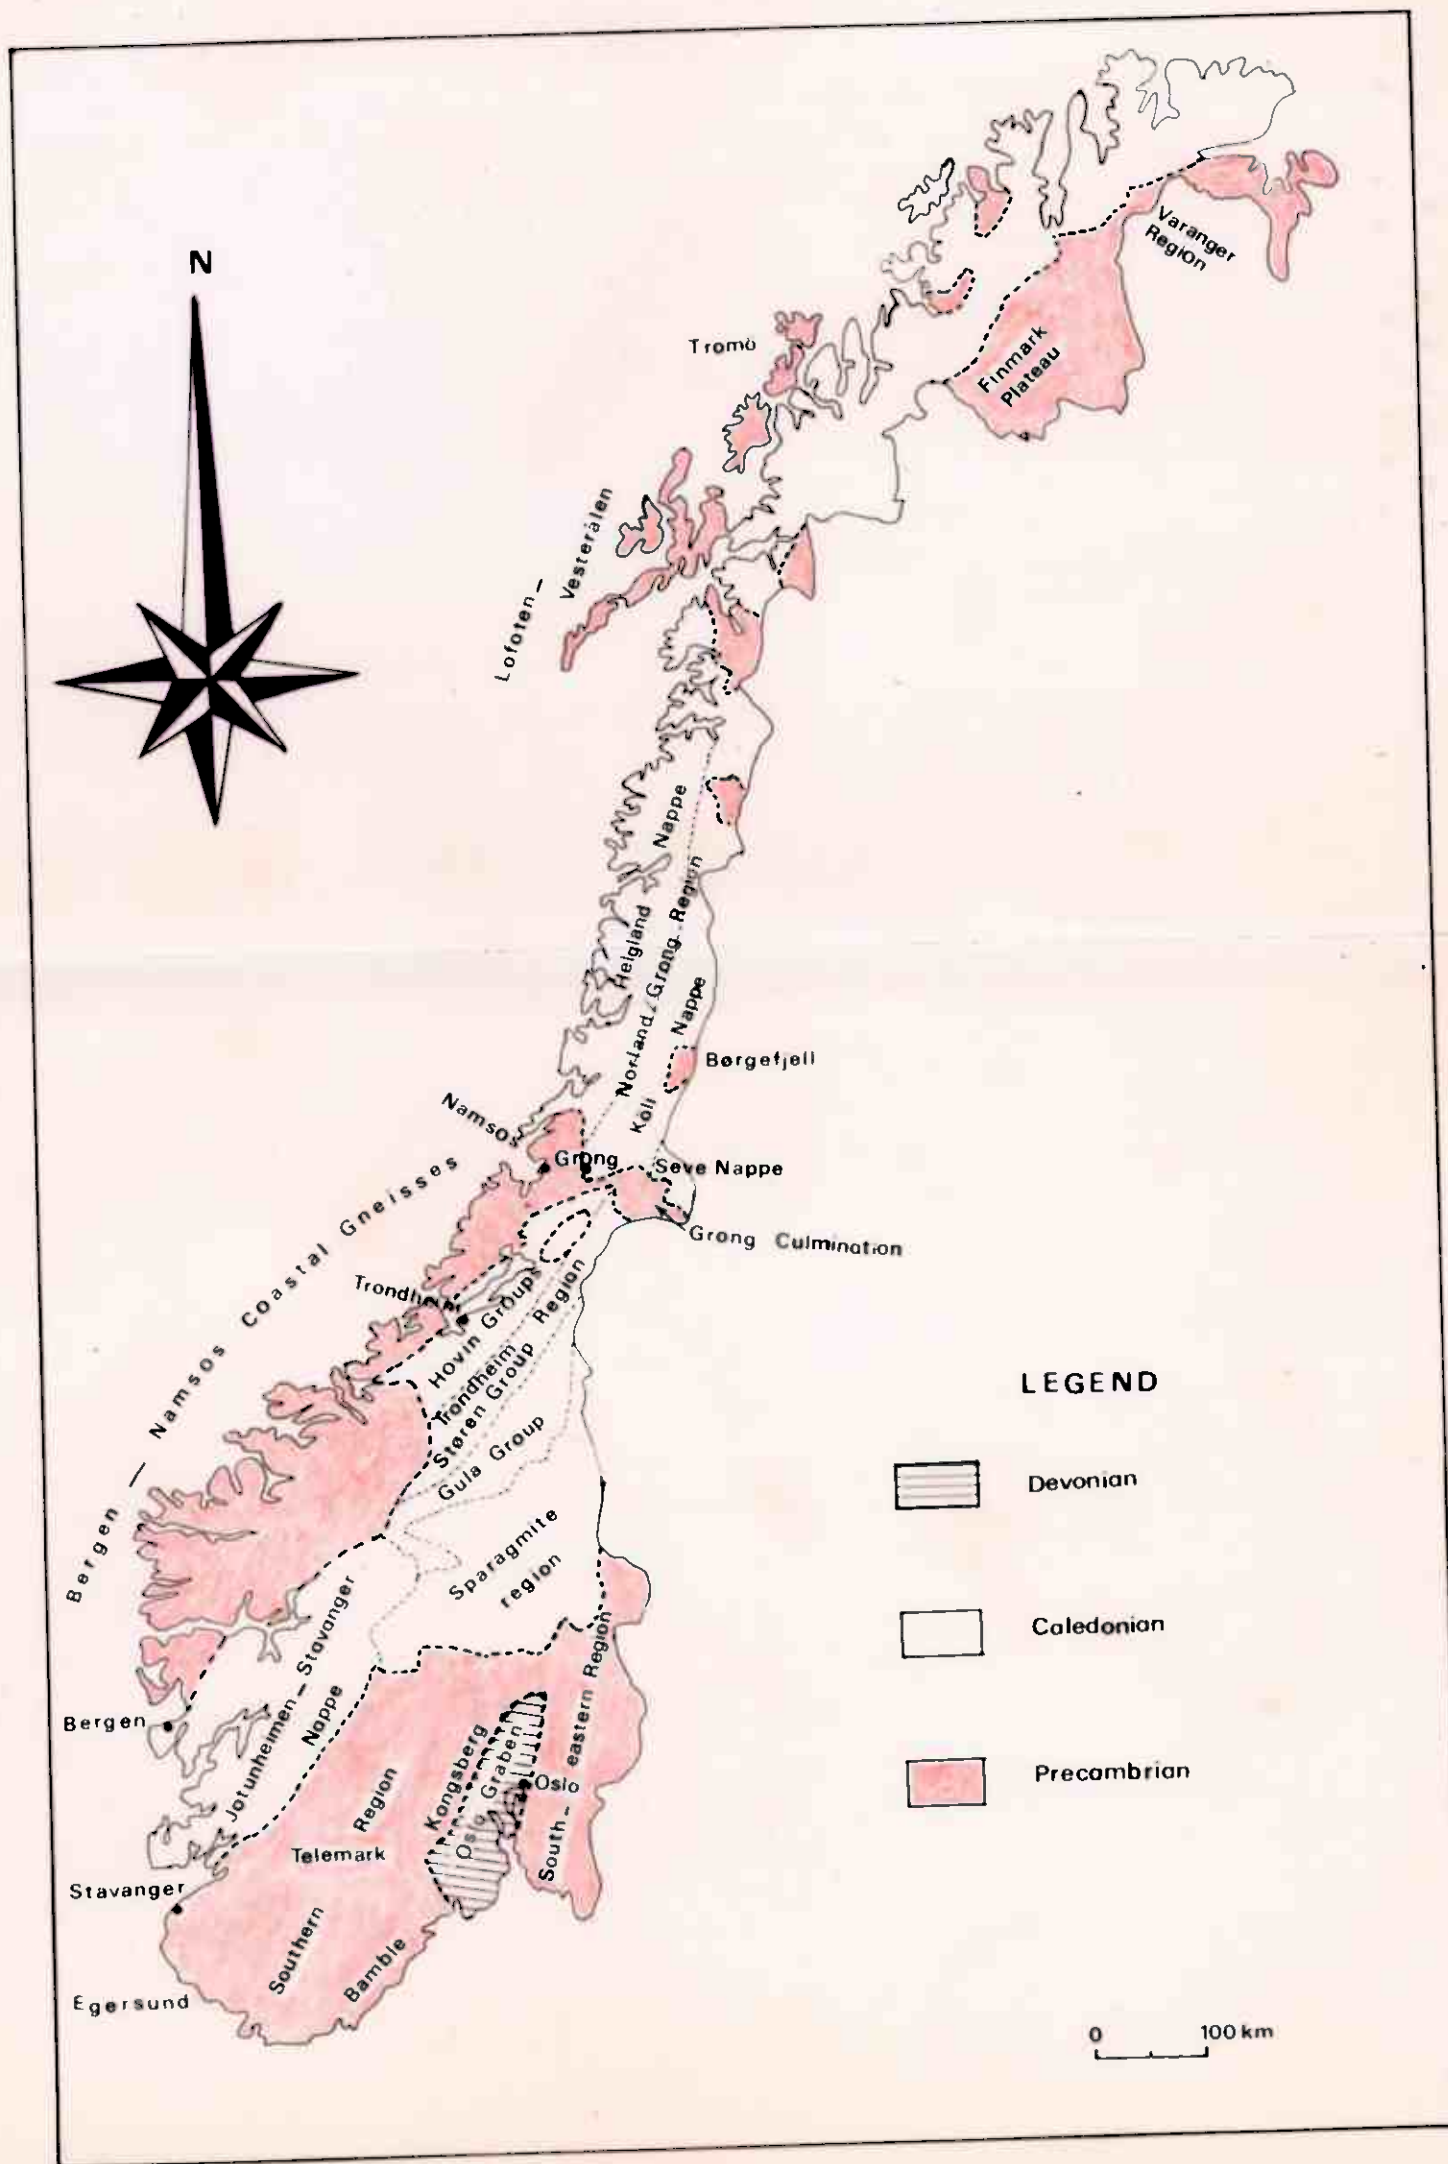 N
Varanger
Region
Finmark
Plateau
Tromö
Lofoten – Vesterålen
Helgland Nappe
Norland / Grong Region
Köli Nappe
Børgefjell
Namsos
Grong
Seve Nappe
Grong Culmination
Bergen — Namsos Coastal Gneisses
Trondheim
Hovin Groups
Trondheim Region
Støren Group
Gula Group
Sparagmite
region
Jotunheimen – Stavanger
Nappe
Bergen
Kongsberg
Oslo Graben
Oslo
South – eastern Region
Telemark
Region
Stavanger
Southern
Bamble
Egersund
LEGEND
Devonian
Caledonian
Precambrian
0 100 km